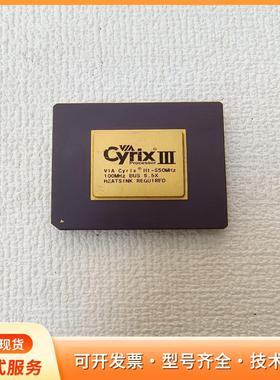 VIA
Cyrix III
Processor
VIA Cyrix® III-550MHz
100MHz BUS 5.5X
HEATSINK REQUIRED
现货
式服务
可开发票·型号齐全·技术